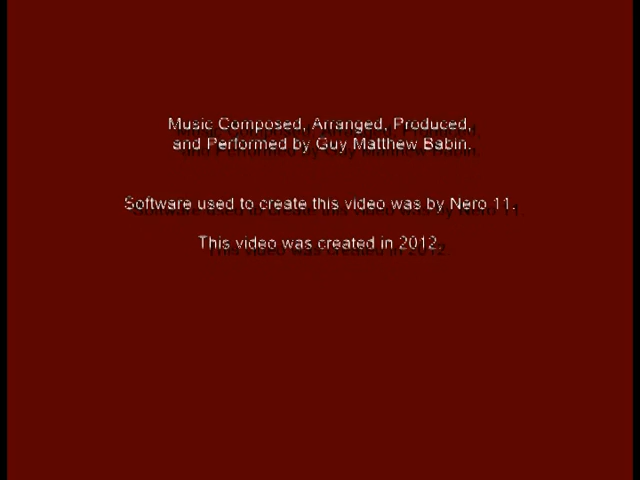 Music Composed, Arranged, Produced,
and Performed by Guy Matthew Babin.
Software used to create this video was by Nero 11.
This video was created in 2012.